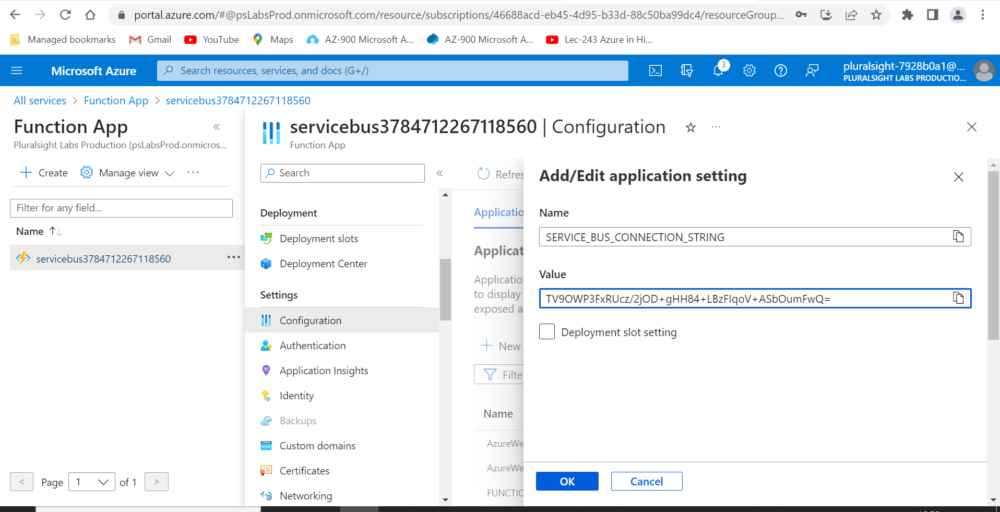 portal.azure.com/#@psLabsProd.onmicrosoft.com/resource/subscriptions/46688acd-eb45-4d95-b33d-88c50ba99dc4/resourceGroup...
Managed bookmarks Gmail YouTube Maps AZ-900 Microsoft A... AZ-900 Microsoft A... Lec-243 Azure in Hi...
Microsoft Azure
Search resources, services, and docs (G+/)
3
pluralsight-7928b0a1@...
PLURALSIGHT LABS PRODUCTIO...
All services > Function App > servicebus3784712267118560
Function App
Pluralsight Labs Production (psLabsProd.onmicros...
Create Manage view ...
Filter for any field...
Name
servicebus3784712267118560 ...
< Page 1 of 1 >
servicebus3784712267118560 | Configuration ...
Function App
Search
Deployment
Deployment slots
Deployment Center
Settings
Configuration
Authentication
Application Insights
Identity
Backups
Custom domains
Certificates
Networking
Refres
Applicatio
Applicat
Applicatio
to display
exposed a
New
Filte
Name
AzureWe
AzureWe
FUNCTIO
Add/Edit application setting
Name
SERVICE_BUS_CONNECTION_STRING
Value
TV9OWP3FxRUcz/2jOD+gHH84+LBzFIqoV+ASbOumFwQ=
Deployment slot setting
OK Cancel